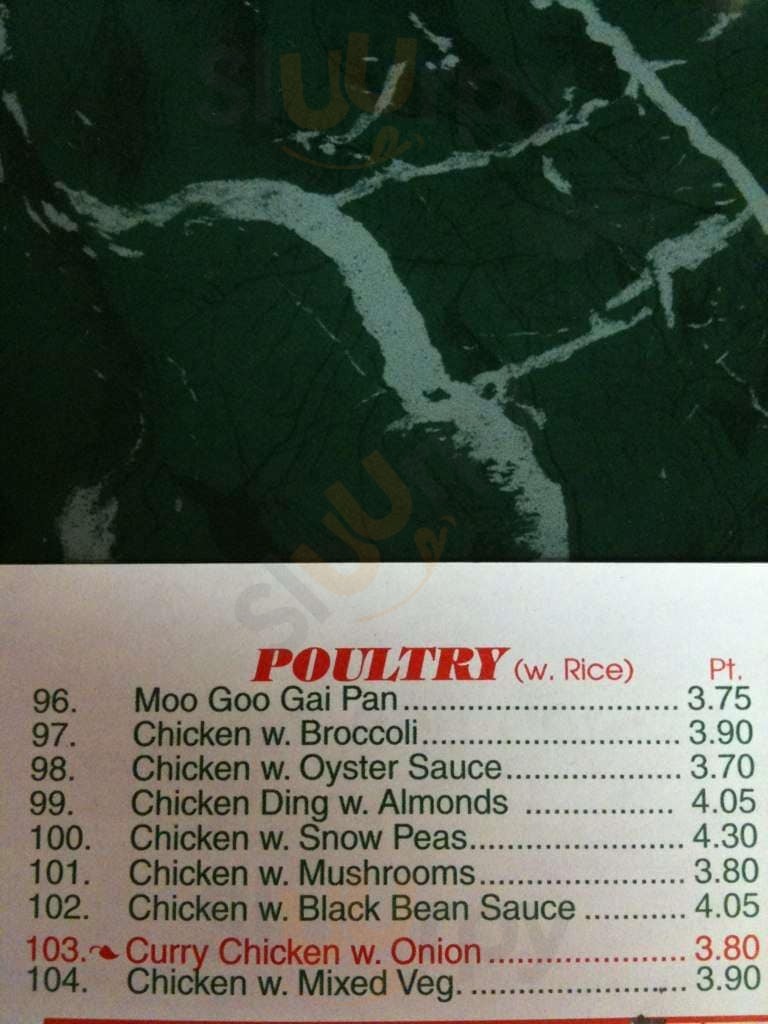 sluurpy
sluurpy
POULTRY (w. Rice) Pt.
96. Moo Goo Gai Pan.............................. 3.75
97. Chicken w. Broccoli............................ 3.90
98. Chicken w. Oyster Sauce................... 3.70
99. Chicken Ding w. Almonds ................ 4.05
100. Chicken w. Snow Peas....................... 4.30
101. Chicken w. Mushrooms...................... 3.80
102. Chicken w. Black Bean Sauce ........... 4.05
103. Curry Chicken w. Onion..................... 3.80
104. Chicken w. Mixed Veg. ....................... 3.90